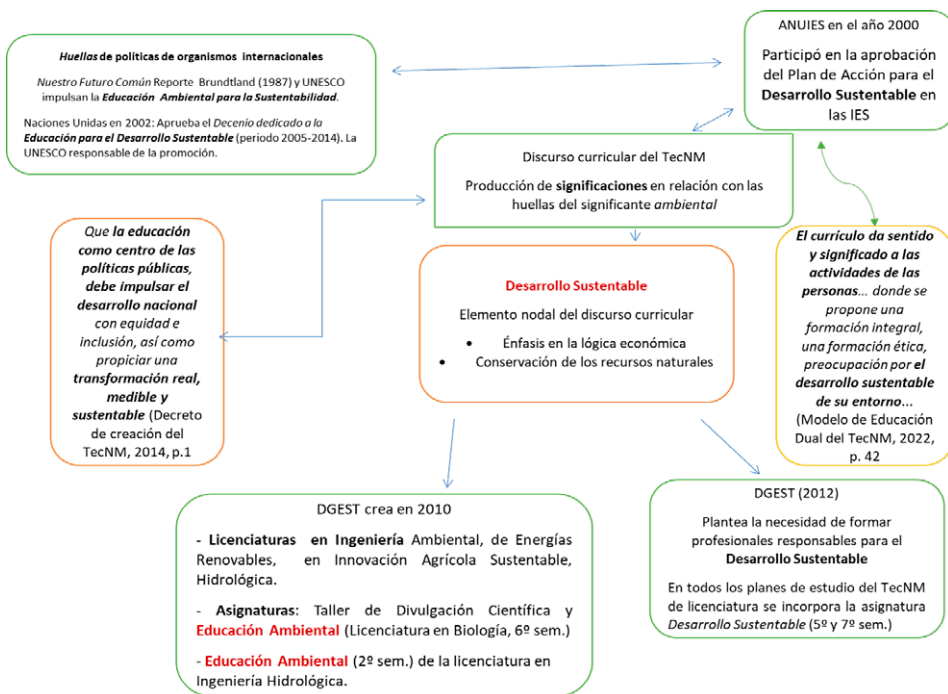 Huellas de políticas de organismos internacionales
Nuestro Futuro Común Reporte Brundtland (1987) y UNESCO
impulsan la Educación Ambiental para la Sustentabilidad.
Naciones Unidas en 2002: Aprueba el Decenio dedicado a la
Educación para el Desarrollo Sustentable (periodo 2005-2014). La
UNESCO responsable de la promoción.
ANUIES en el año 2000
Participó en la aprobación
del Plan de Acción para el
Desarrollo Sustentable en
las IES
Discurso curricular del TecNM
Producción de significaciones en relación con las
huellas del significante ambiental
Que la educación
como centro de las
políticas públicas,
debe impulsar el
desarrollo nacional
con equidad e
inclusión, así como
propiciar una
transformación real,
medible y
sustentable (Decreto
de creación del
TecNM, 2014, p.1
Desarrollo Sustentable
Elemento nodal del discurso curricular
• Énfasis en la lógica económica
• Conservación de los recursos naturales
El currículo da sentido
y significado a las
actividades de las
personas... donde se
propone una
formación integral,
una formación ética,
preocupación por el
desarrollo sustentable
de su entorno...
(Modelo de Educación
Dual del TecNM, 2022,
p. 42
DGEST crea en 2010
- Licenciaturas en Ingeniería Ambiental, de Energías
Renovables, en Innovación Agrícola Sustentable,
Hidrológica.
- Asignaturas: Taller de Divulgación Científica y
Educación Ambiental (Licenciatura en Biología, 6º sem.)
- Educación Ambiental (2º sem.) de la licenciatura en
Ingeniería Hidrológica.
DGEST (2012)
Plantea la necesidad de formar
profesionales responsables para el
Desarrollo Sustentable
En todos los planes de estudio del TecNM
de licenciatura se incorpora la asignatura
Desarrollo Sustentable (5º y 7º sem.)